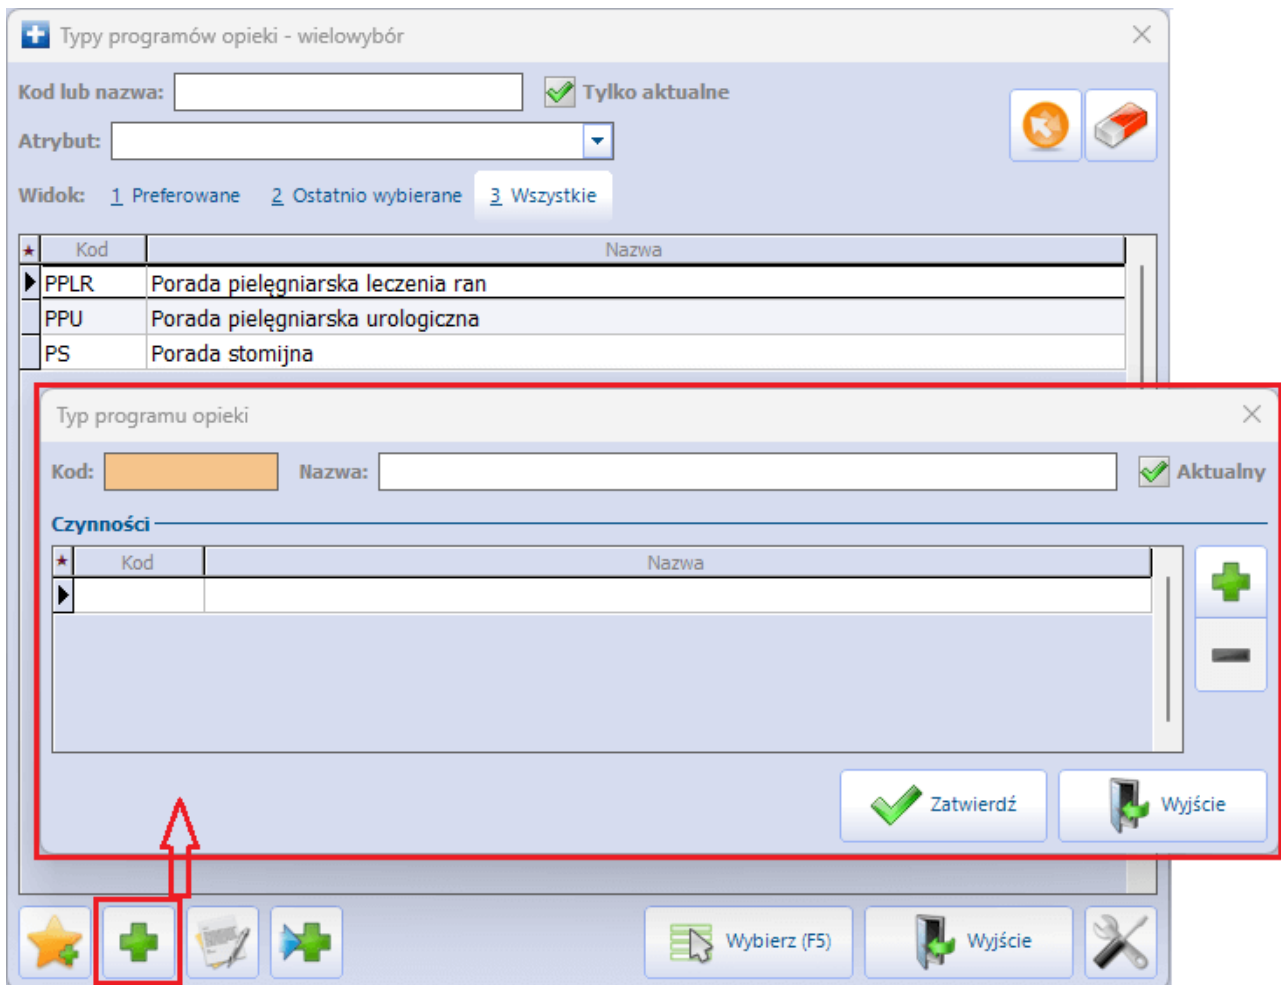 Typy programów opieki - wielowybór
Kod lub nazwa: Tylko aktualne
Atrybut:
Widok: 1 Preferowane 2 Ostatnio wybierane 3 Wszystkie
Kod Nazwa
PPLR Porada pielęgniarska leczenia ran
PPU Porada pielęgniarska urologiczna
PS Porada stomijna
Typ programu opieki
Kod: Nazwa: Aktualny
Czynności
Kod Nazwa
Zatwierdź Wyjście
Wybierz (F5) Wyjście